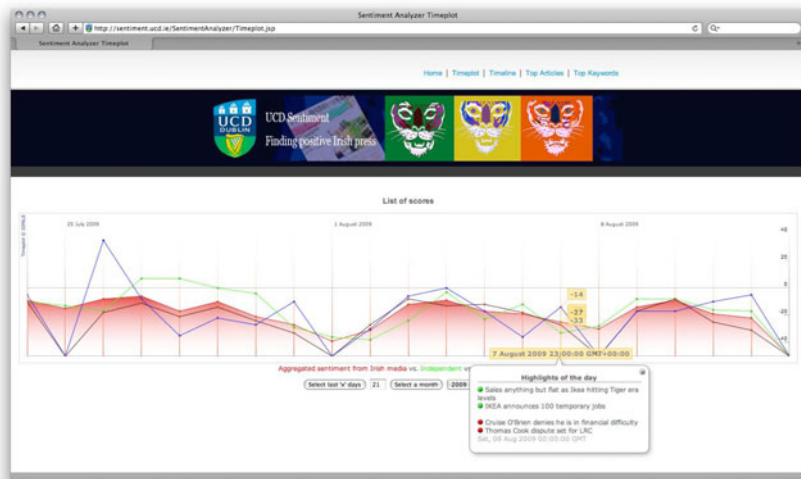 Sentiment Analyzer Timeplot
http://sentiment.ucd.ie/SentimentAnalyzer/Timeplot.jsp
Sentiment Analyzer Timeplot
Home | Timeplot | Timeline | Top Articles | Top Keywords
UCD
DUBLIN
UCD Sentiment
Finding positive Irish press
List of scores
25 July 2009
1 August 2009
8 August 2009
40
20
0
-20
-40
Timeplot © SIMILE
-14
-27
-33
7 August 2009 23:00:00 GMT+00:00
Aggregated sentiment from Irish media vs. Independent vs
Select last 'x' days 21 Select a month 2009
Highlights of the day
Sales anything but flat as Ikea hitting Tiger era
levels
IKEA announces 100 temporary jobs
Cruise O'Brien denies he is in financial difficulty
Thomas Cook dispute set for LRC
Sat, 08 Aug 2009 00:00:00 GMT